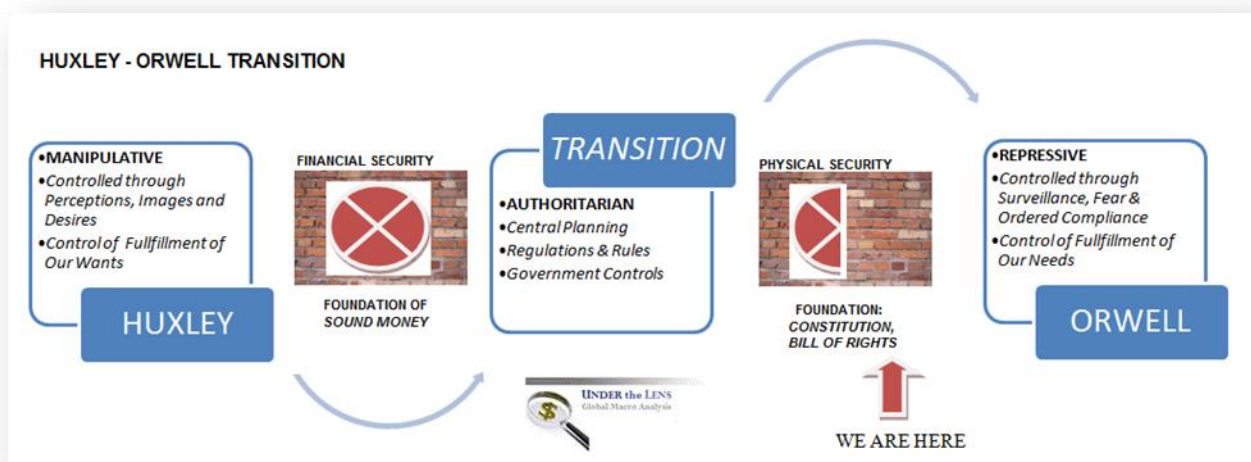 HUXLEY - ORWELL TRANSITION
•MANIPULATIVE
•Controlled through
Perceptions, Images and
Desires
•Control of Fullfillment of
Our Wants
HUXLEY
FINANCIAL SECURITY
FOUNDATION OF
SOUND MONEY
TRANSITION
•AUTHORITARIAN
•Central Planning
•Regulations & Rules
•Government Controls
UNDER the LENS
Global Macro Analysis
$
PHYSICAL SECURITY
FOUNDATION:
CONSTITUTION,
BILL OF RIGHTS
WE ARE HERE
•REPRESSIVE
•Controlled through
Surveillance, Fear &
Ordered Compliance
•Control of Fullfillment of
Our Needs
ORWELL